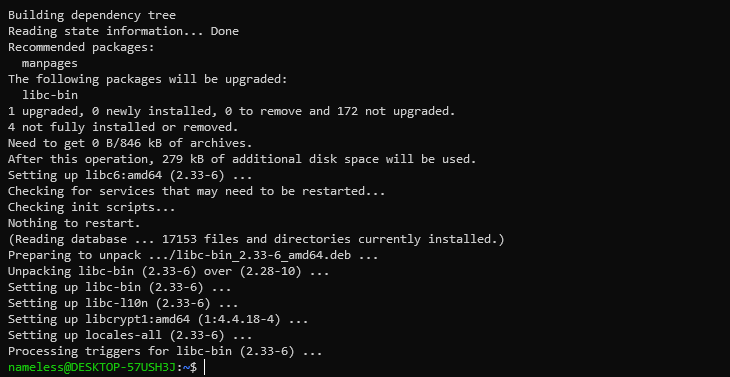 Building dependency tree
Reading state information... Done
Recommended packages:
  manpages
The following packages will be upgraded:
  libc-bin
1 upgraded, 0 newly installed, 0 to remove and 172 not upgraded.
4 not fully installed or removed.
Need to get 0 B/846 kB of archives.
After this operation, 279 kB of additional disk space will be used.
Setting up libc6:amd64 (2.33-6) ...
Checking for services that may need to be restarted...
Checking init scripts...
Nothing to restart.
(Reading database ... 17153 files and directories currently installed.)
Preparing to unpack .../libc-bin_2.33-6_amd64.deb ...
Unpacking libc-bin (2.33-6) over (2.28-10) ...
Setting up libc-bin (2.33-6) ...
Setting up libc-l10n (2.33-6) ...
Setting up libcrypt1:amd64 (1:4.4.18-4) ...
Setting up locales-all (2.33-6) ...
Processing triggers for libc-bin (2.33-6) ...
nameless@DESKTOP-57USH3J:~$